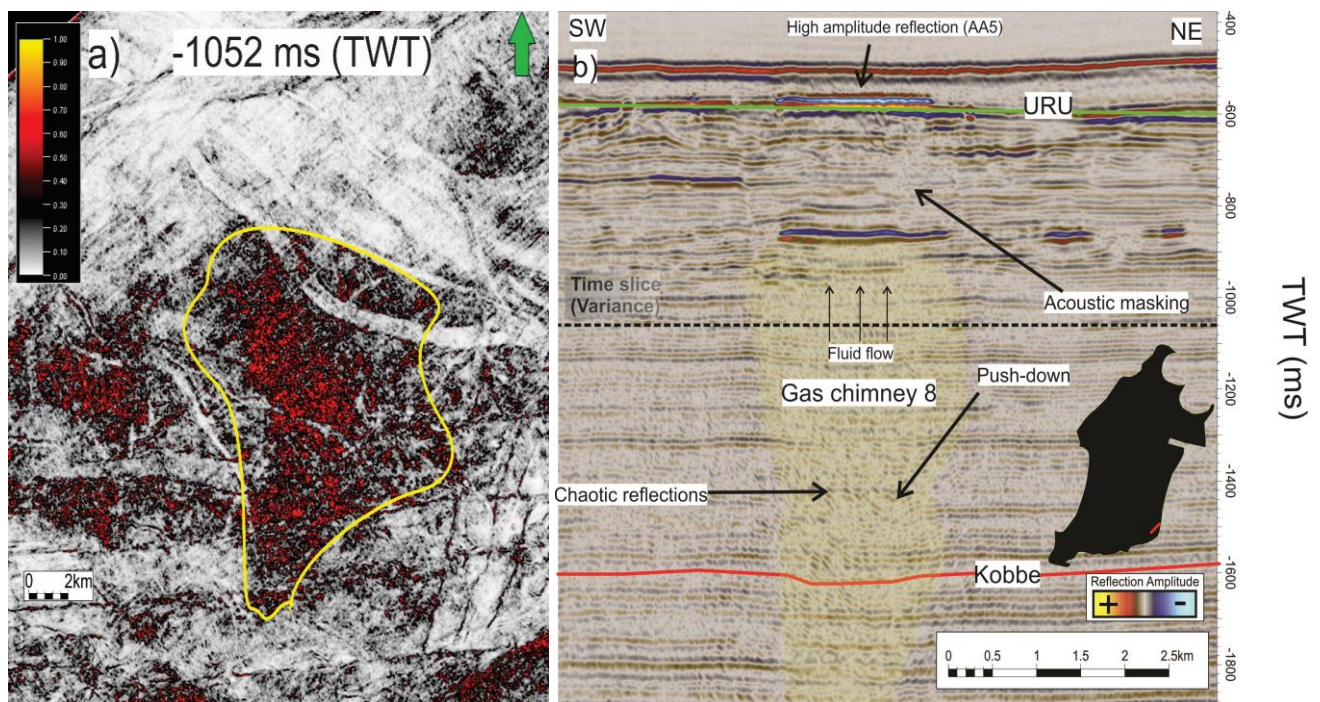 a)
-1052 ms (TWT)
1.00
0.90
0.80
0.70
0.60
0.50
0.40
0.30
0.20
0.10
0.00
0 2km
SW
High amplitude reflection (AA5)
NE
b)
URU
Time slice
(Variance)
Acoustic masking
Fluid flow
Push-down
Gas chimney 8
Chaotic reflections
Kobbe
Reflection Amplitude
+ -
0 0.5 1 1.5 2 2.5km
-400
-600
-800
-1000
-1200
-1400
-1600
-1800
TWT (ms)